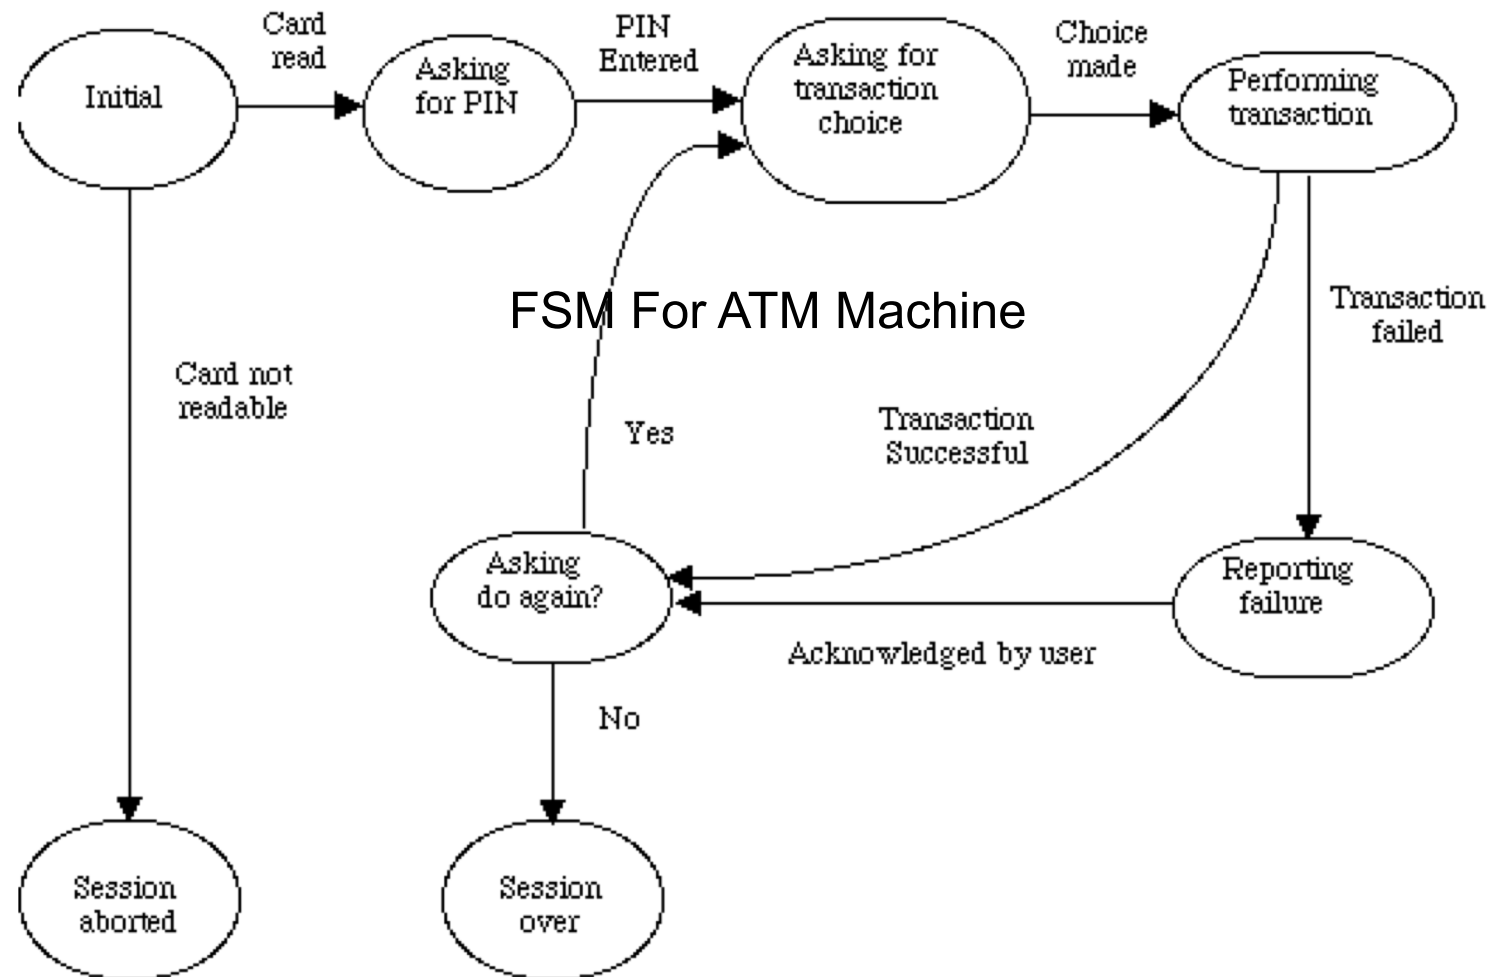 Card
read
PIN
Entered
Choice
made
Initial
Asking
for PIN
Asking for
transaction
choice
Performing
transaction
FSM For ATM Machine
Transaction
failed
Card not
readable
Yes
Transaction
Successful
Asking
do again?
Reporting
failure
Acknowledged by user
No
Session
aborted
Session
over